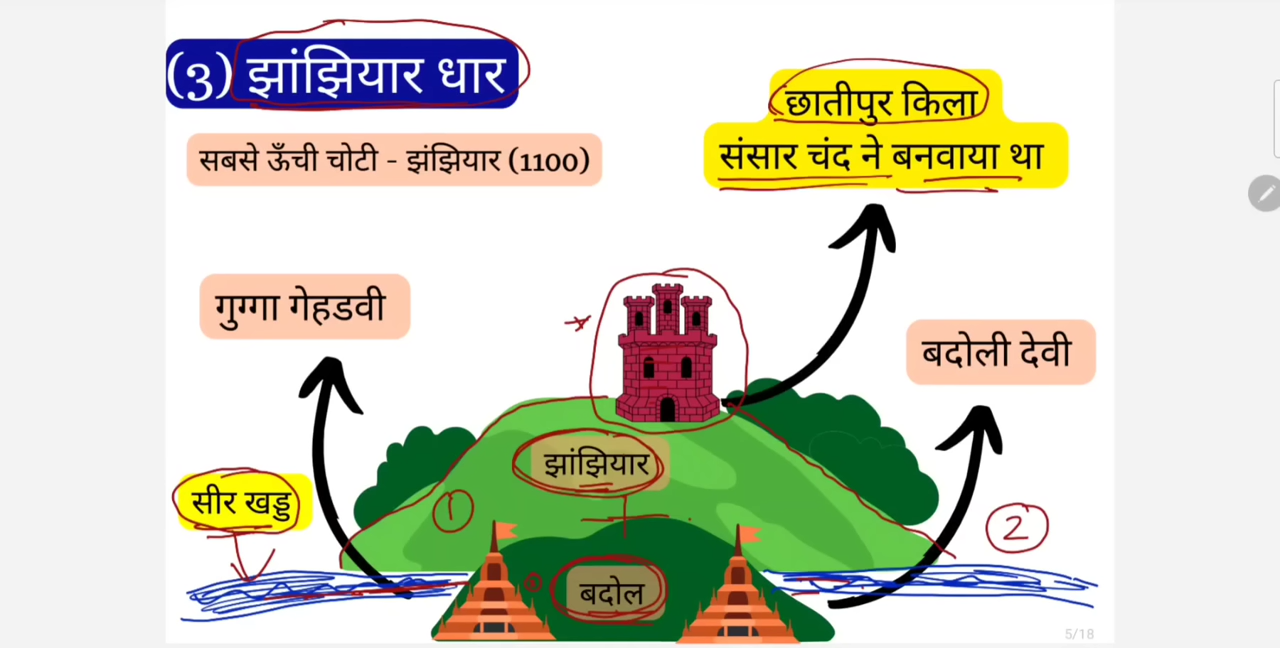 (3) झांझियार धार
सबसे ऊँची चोटी - झंझियार (1100)
छातीपुर किला
संसार चंद ने बनवाया था
गुग्गा गेहडवी
बदोली देवी
झांझियार
सीर खड्ड
1
2
बदोल
5/18